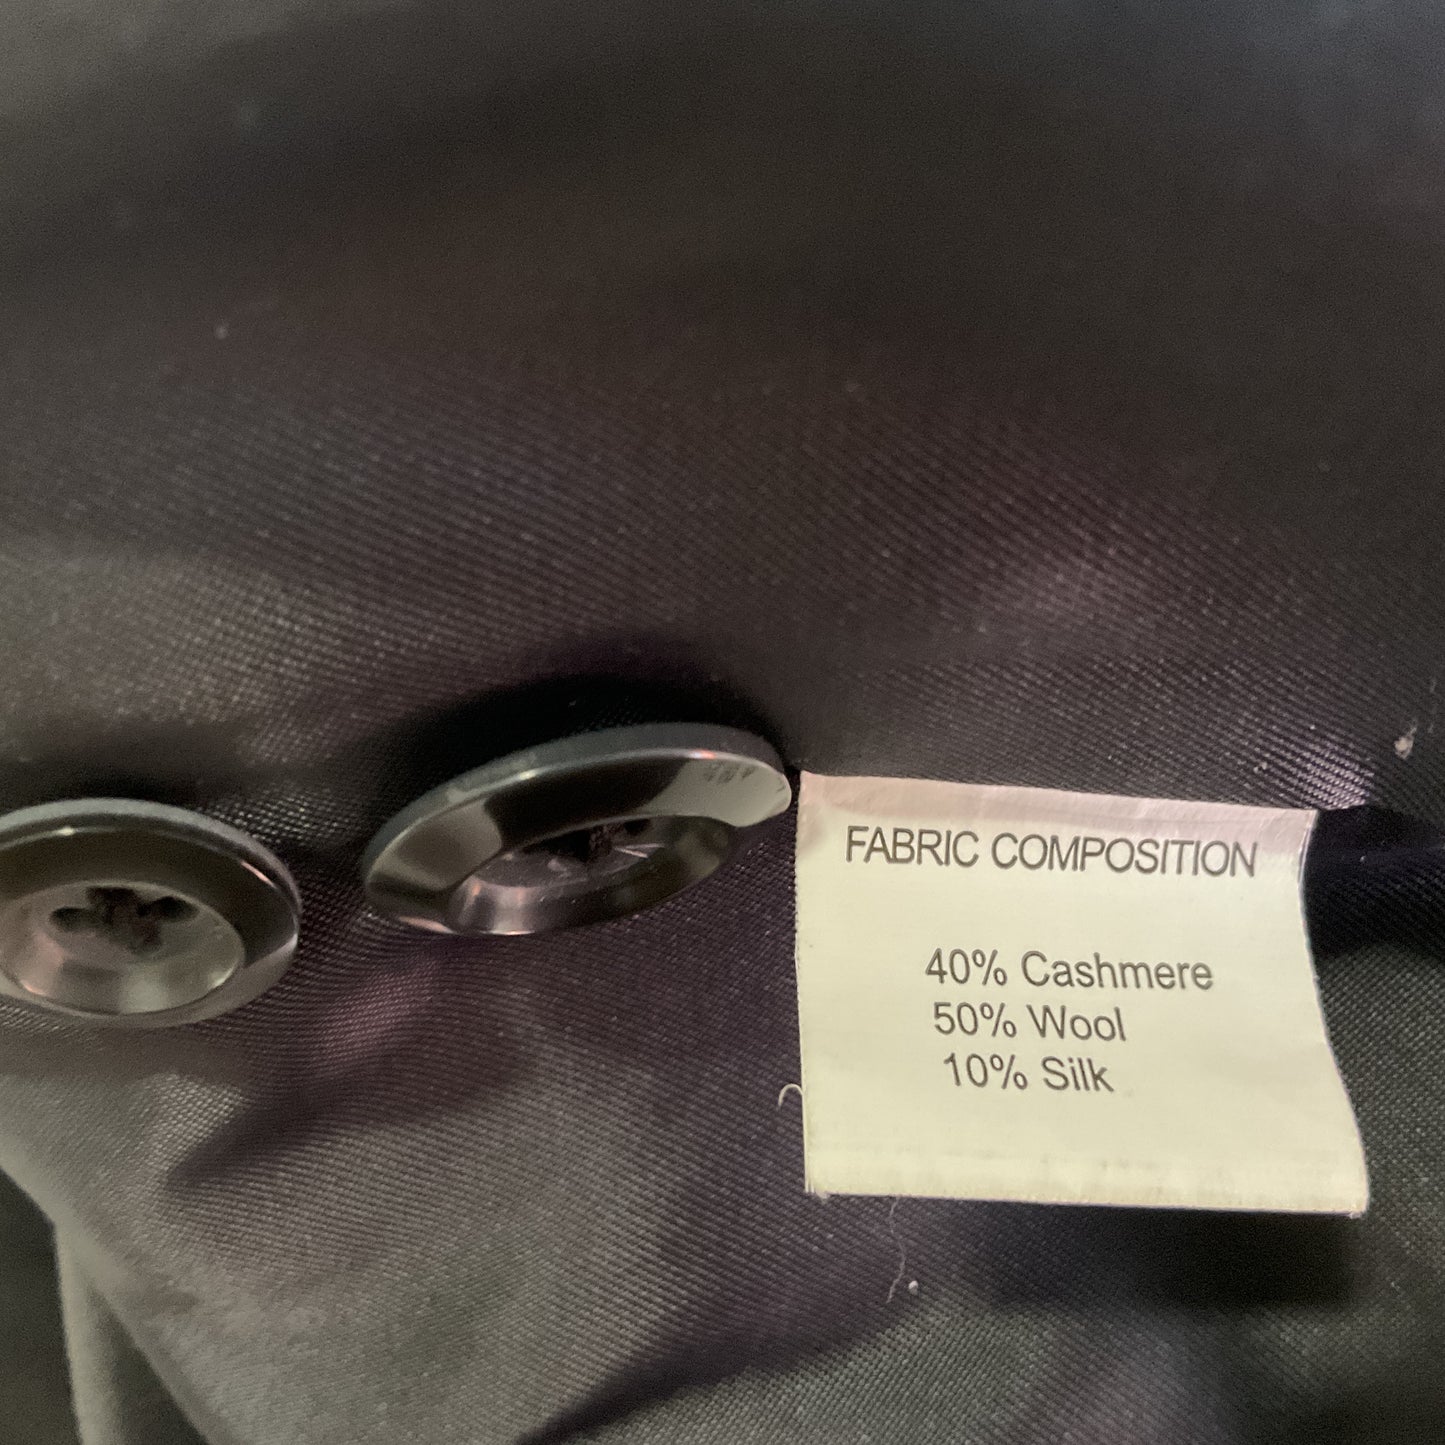 FABRIC COMPOSITION
40% Cashmere
50% Wool
10% Silk